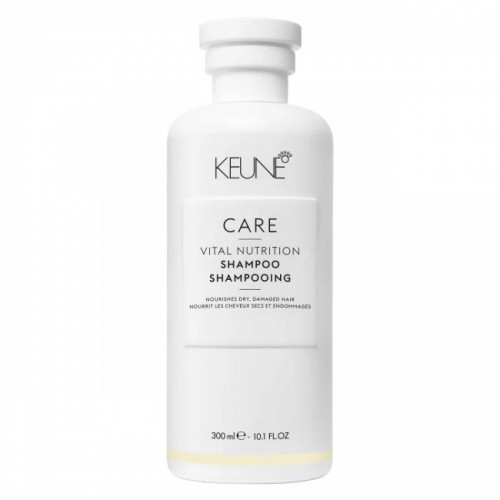 KEUNE
CARE
VITAL NUTRITION
SHAMPOO
SHAMPOOING
NOURISHES DRY, DAMAGED HAIR
NOURRIT LES CHEVEUX SECS ET ENDOMMAGÉS
300 ml ℮ - 10.1 FL.OZ